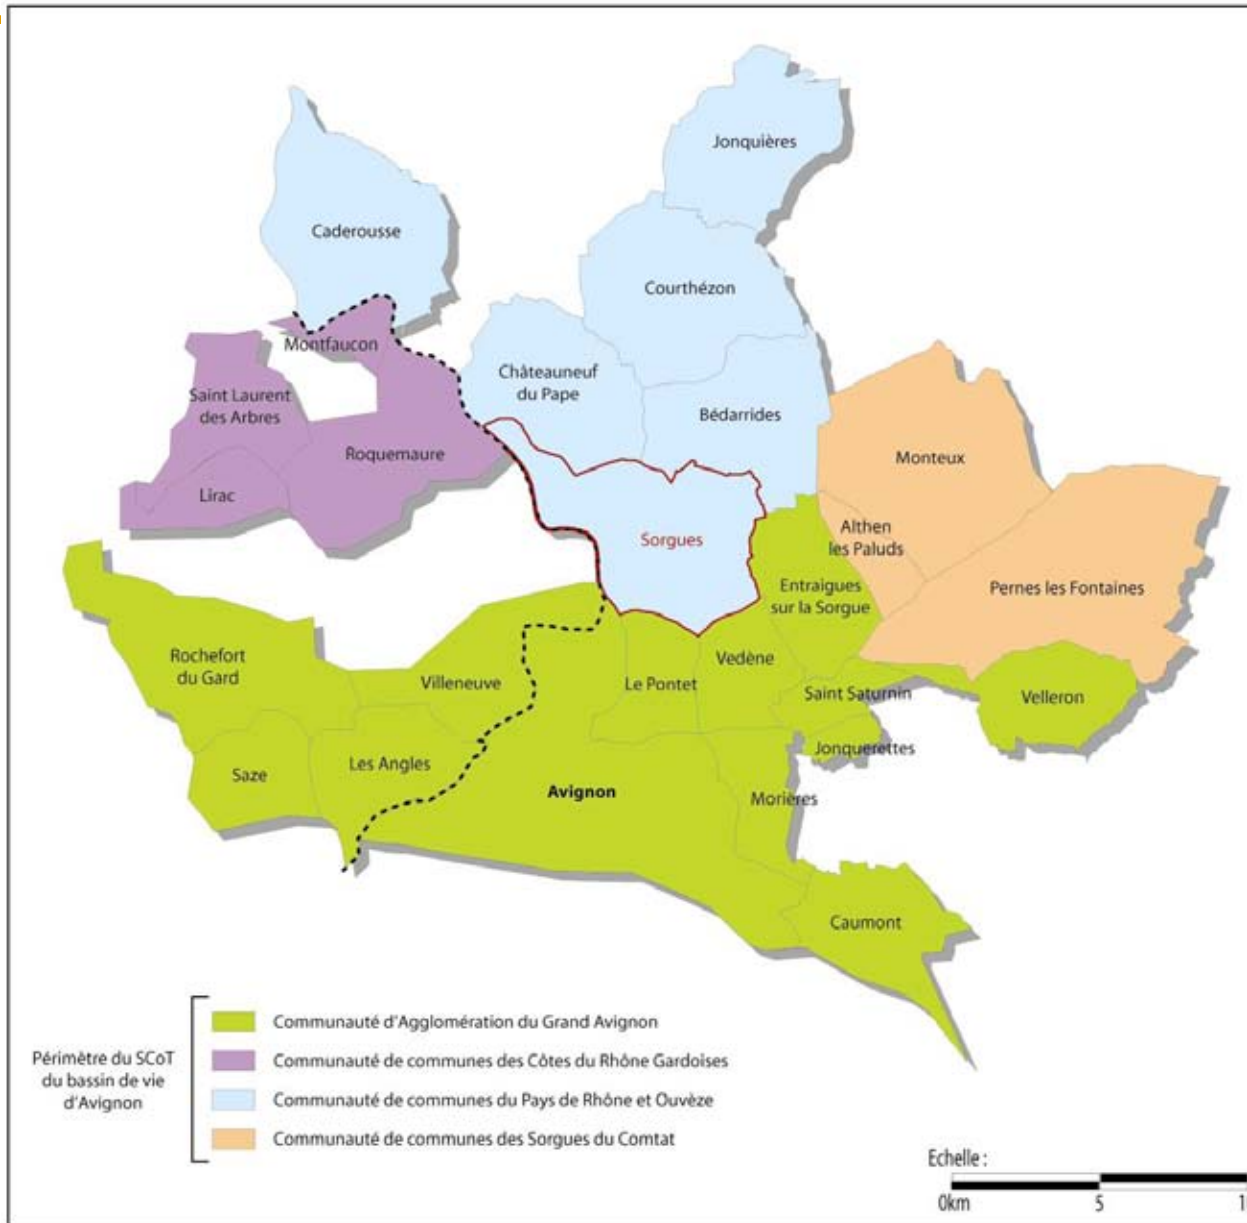 Jonquières
Caderousse
Courthézon
Montfaucon
Châteauneuf
du Pape
Saint Laurent
des Arbres
Bédarrides
Roquemaure
Monteux
Lirac
Althen
les Paluds
Sorgues
Entraigues
sur la Sorgue
Pernes les Fontaines
Rochefort
du Gard
Villeneuve
Le Pontet
Vedène
Saint Saturnin
Velleron
Jonquerettes
Les Angles
Saze
Avignon
Morières
Caumont
Périmètre du SCoT
du bassin de vie
d'Avignon
Communauté d'Agglomération du Grand Avignon
Communauté de communes des Côtes du Rhône Gardoises
Communauté de communes du Pays de Rhône et Ouvèze
Communauté de communes des Sorgues du Comtat
Echelle :
0km 5